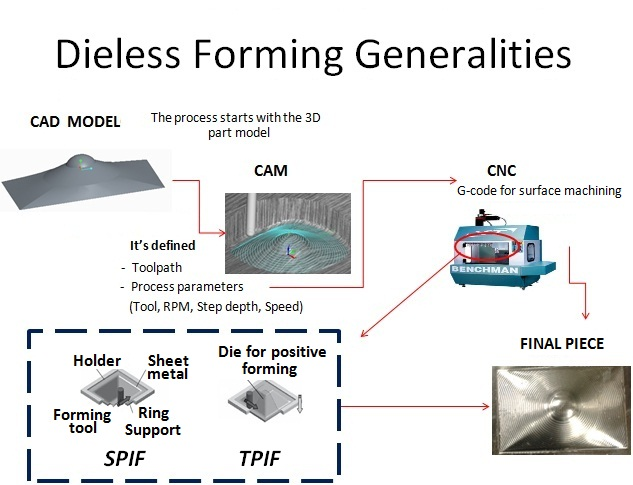 Dieless Forming Generalities
CAD MODEL
The process starts with the 3D
part model
CAM
CNC
G-code for surface machining
It's defined
- Toolpath
- Process parameters
(Tool, RPM, Step depth, Speed)
BENCHMAN
FINAL PIECE
Holder
Sheet
metal
Forming
tool
Ring
Support
SPIF
Die for positive
forming
TPIF